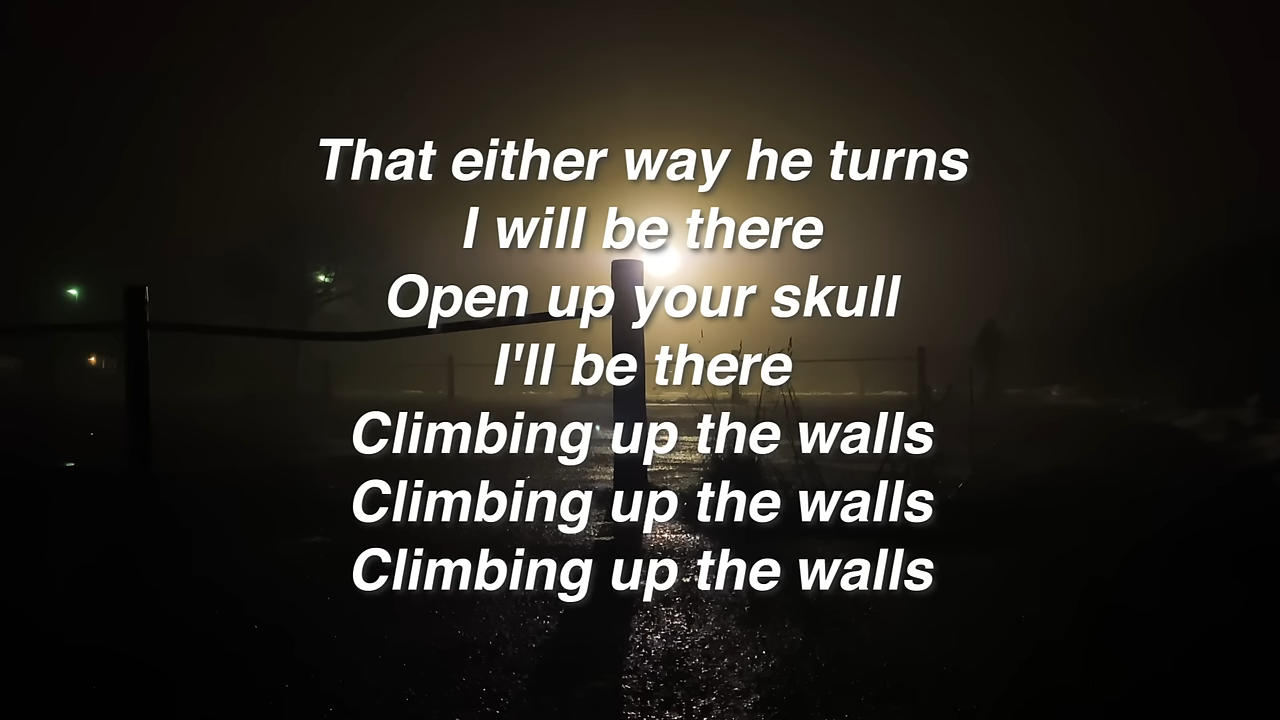 That either way he turns
I will be there
Open up your skull
I'll be there
Climbing up the walls
Climbing up the walls
Climbing up the walls